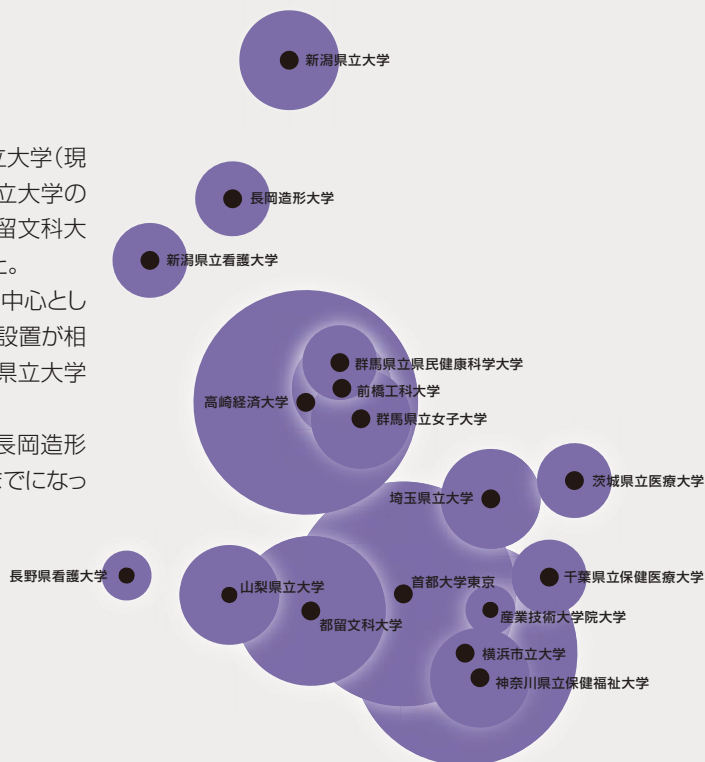 立大学（現
立大学の
留文科大
た。
中心とし
設置が相
県立大学
長岡造形
までになっ
新潟県立大学
長岡造形大学
新潟県立看護大学
群馬県立県民健康科学大学
前橋工科大学
高崎経済大学
群馬県立女子大学
茨城県立医療大学
埼玉県立大学
長野県看護大学
千葉県立保健医療大学
首都大学東京
山梨県立大学
産業技術大学院大学
都留文科大学
横浜市立大学
神奈川県立保健福祉大学